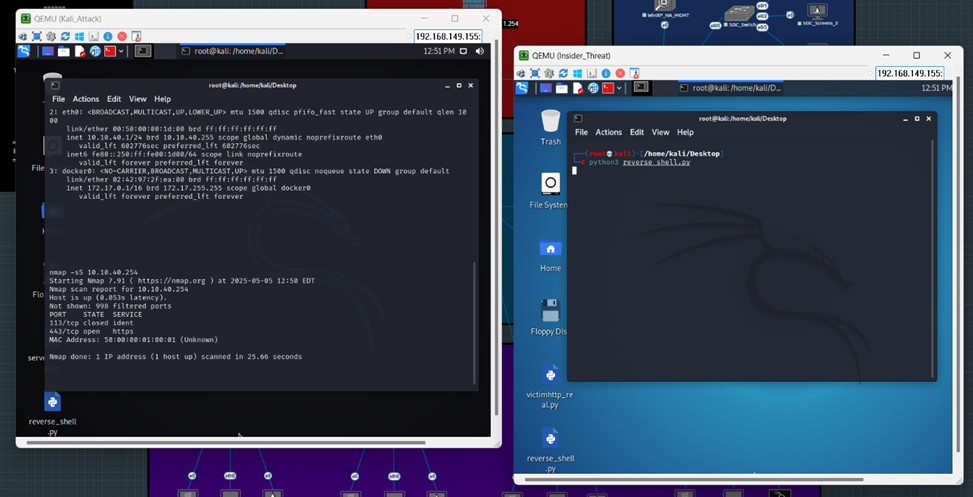 QEMU (Kali_Attack)
192.168.149.155:
root@kali: /home/kali/D...
12:51 PM
root@kali: /home/kali/Desktop
File Actions Edit View Help
2: eth0: <BROADCAST,MULTICAST,UP,LOWER_UP> mtu 1500 qdisc pfifo_fast state UP group default qlen 10
00
link/ether 00:50:00:00:1d:00 brd ff:ff:ff:ff:ff:ff
inet 10.10.40.1/24 brd 10.10.40.255 scope global dynamic noprefixroute eth0
valid_lft 602776sec preferred_lft 602776sec
inet6 fe80::250:ff:fe00:1d00/64 scope link noprefixroute
valid_lft forever preferred_lft forever
3: docker0: <NO-CARRIER,BROADCAST,MULTICAST,UP> mtu 1500 qdisc noqueue state DOWN group default
link/ether 02:42:97:2f:ea:00 brd ff:ff:ff:ff:ff:ff
inet 172.17.0.1/16 brd 172.17.255.255 scope global docker0
valid_lft forever preferred_lft forever
nmap -sS 10.10.40.254
Starting Nmap 7.91 ( https://nmap.org ) at 2025-05-05 12:50 EDT
Nmap scan report for 10.10.40.254
Host is up (0.053s latency).
Not shown: 998 filtered ports
PORT STATE SERVICE
113/tcp closed ident
443/tcp open https
MAC Address: 50:00:00:01:00:01 (Unknown)
Nmap done: 1 IP address (1 host up) scanned in 25.66 seconds
reverse_shell
.py
1.254
SOC_Switch
SOC_Screens_3
QEMU (Insider_Threat)
192.168.149.155:
root@kali: /home/kali/D...
12:51 PM
root@kali: /home/kali/Desktop
File Actions Edit View Help
(root kali)-[/home/kali/Desktop]
# python3 reverse_shell.py
Trash
File System
Home
Floppy Dis
victimhttp_re
al.py
reverse_shell
.py